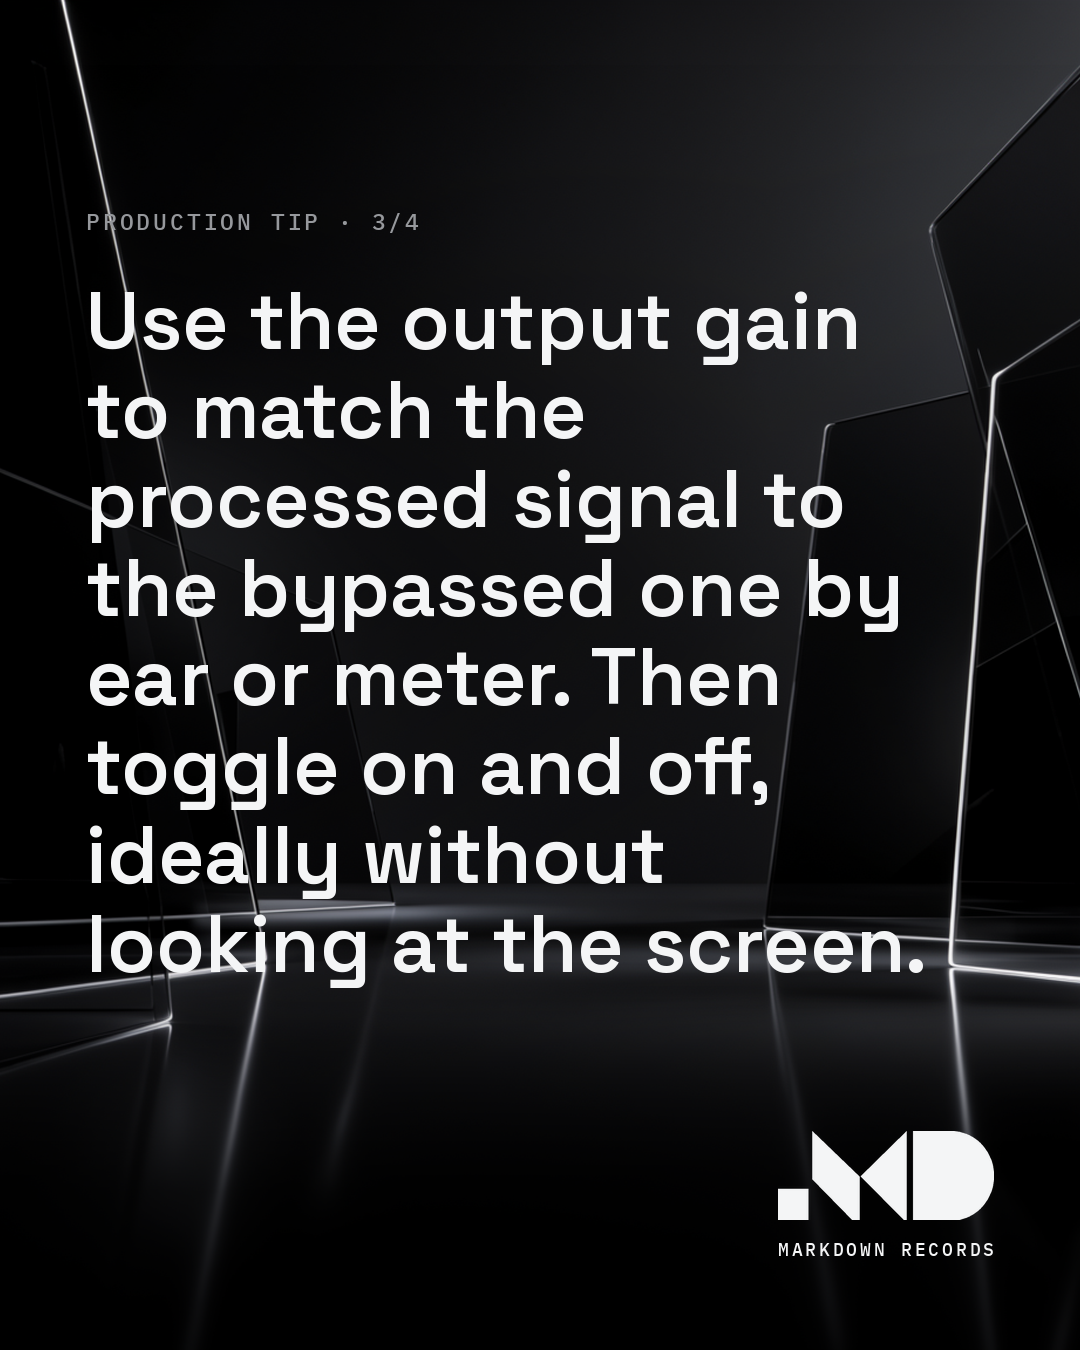 PRODUCTION TIP · 3/4
Use the output gain
to match the
processed signal to
the bypassed one by
ear or meter. Then
toggle on and off,
ideally without
looking at the screen.
.MD
MARKDOWN RECORDS